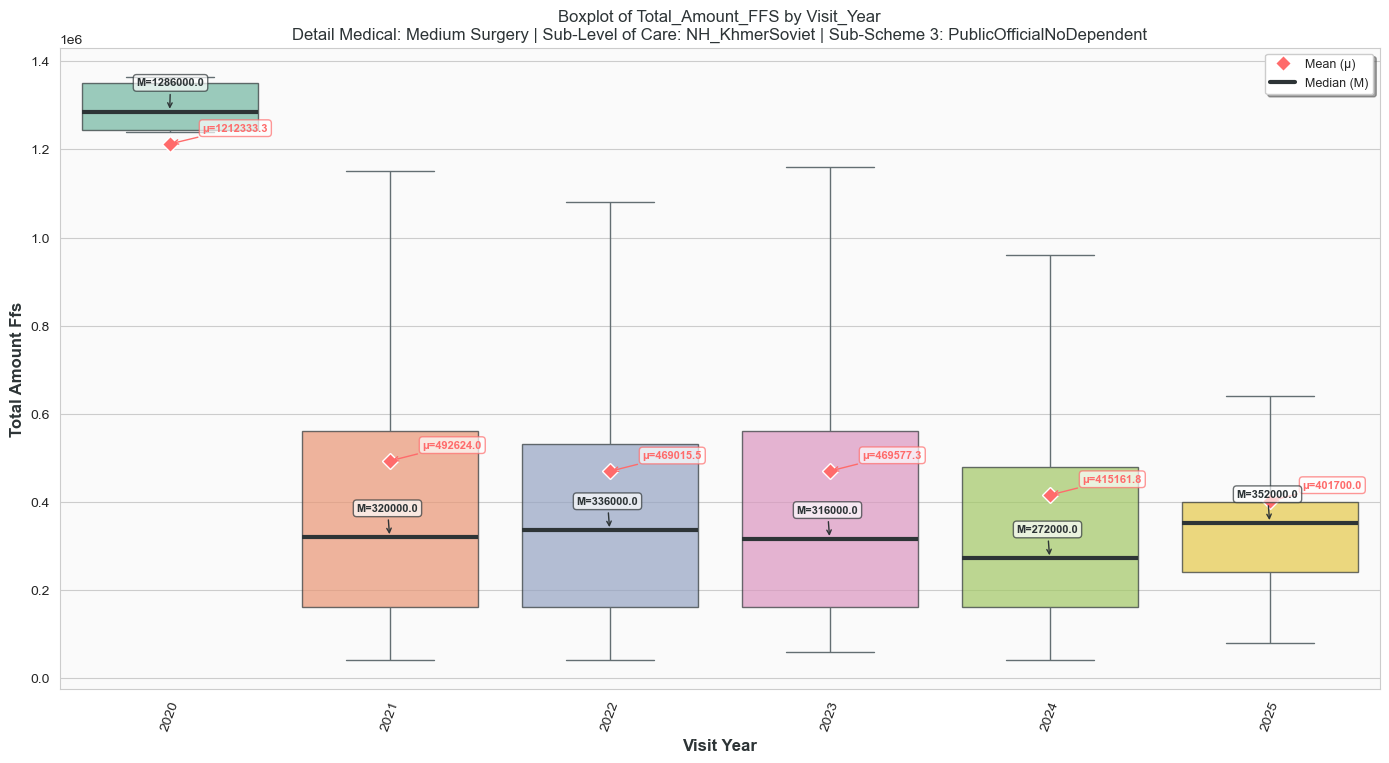 Boxplot of Total_Amount_FFS by Visit_Year
Detail Medical: Medium Surgery | Sub-Level of Care: NH_KhmerSoviet | Sub-Scheme 3: PublicOfficialNoDependent
1e6
1.4
1.2
1.0
0.8
0.6
0.4
0.2
0.0
Total Amount Ffs
Mean (μ)
Median (M)
M=1286000.0
μ=1212333.3
μ=492624.0
M=320000.0
μ=469015.5
M=336000.0
μ=469577.3
M=316000.0
μ=415161.8
M=272000.0
μ=401700.0
M=352000.0
2020
2021
2022
2023
2024
2025
Visit Year